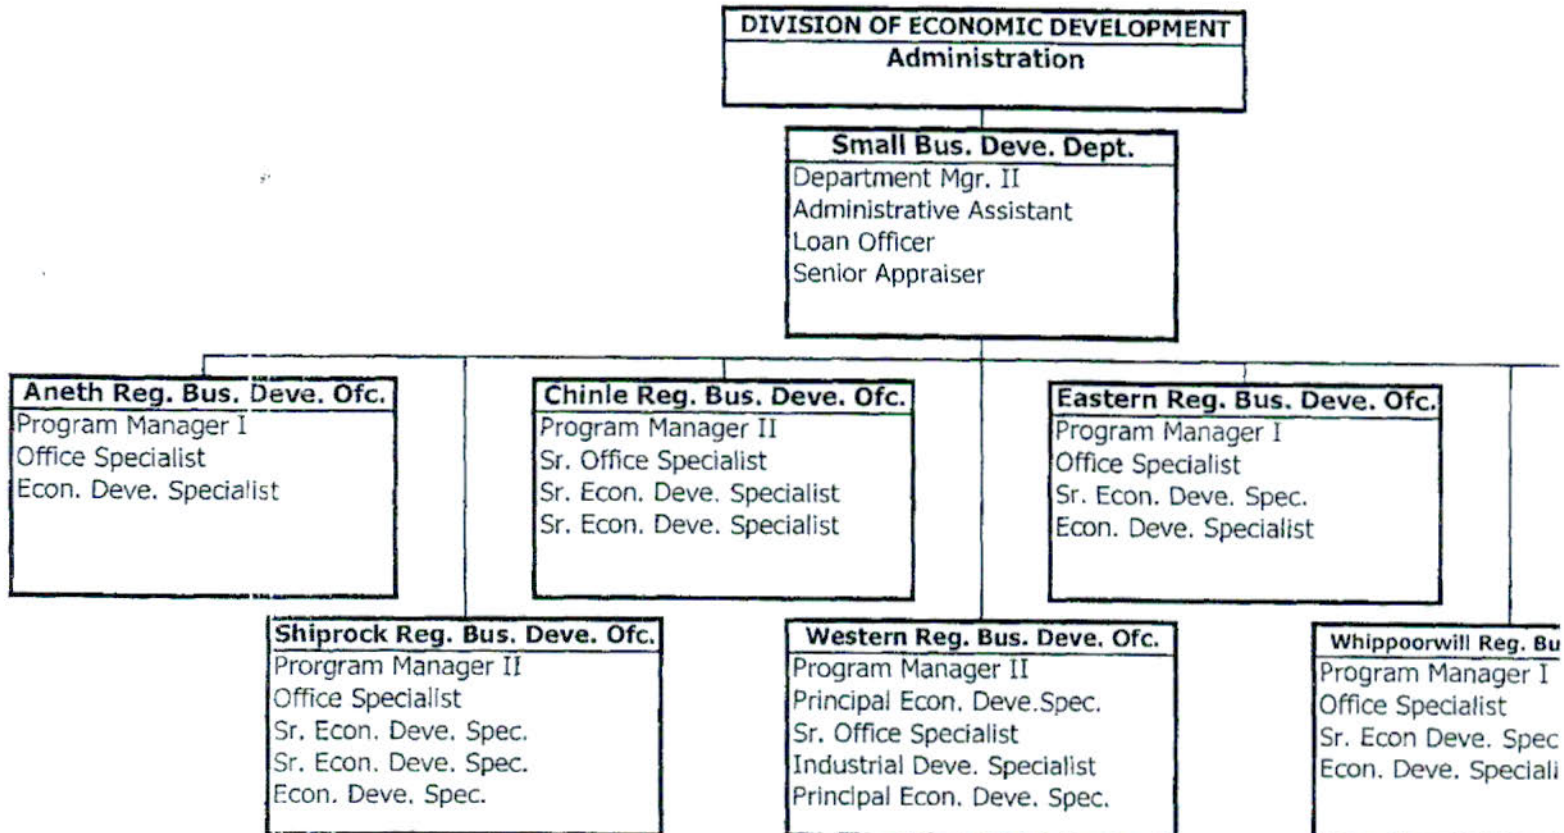 DIVISION OF ECONOMIC DEVELOPMENT
Administration
Small Bus. Deve. Dept.
Department Mgr. II
Administrative Assistant
Loan Officer
Senior Appraiser
Aneth Reg. Bus. Deve. Ofc.
Program Manager I
Office Specialist
Econ. Deve. Specialist
Chinle Reg. Bus. Deve. Ofc.
Program Manager II
Sr. Office Specialist
Sr. Econ. Deve. Specialist
Sr. Econ. Deve. Specialist
Eastern Reg. Bus. Deve. Ofc.
Program Manager I
Office Specialist
Sr. Econ. Deve. Spec.
Econ. Deve. Specialist
Shiprock Reg. Bus. Deve. Ofc.
Prorgram Manager II
Office Specialist
Sr. Econ. Deve. Spec.
Sr. Econ. Deve. Spec.
Econ. Deve. Spec.
Western Reg. Bus. Deve. Ofc.
Program Manager II
Principal Econ. Deve.Spec.
Sr. Office Specialist
Industrial Deve. Specialist
Principal Econ. Deve. Spec.
Whippoorwill Reg. Bu
Program Manager I
Office Specialist
Sr. Econ Deve. Spec
Econ. Deve. Speciali